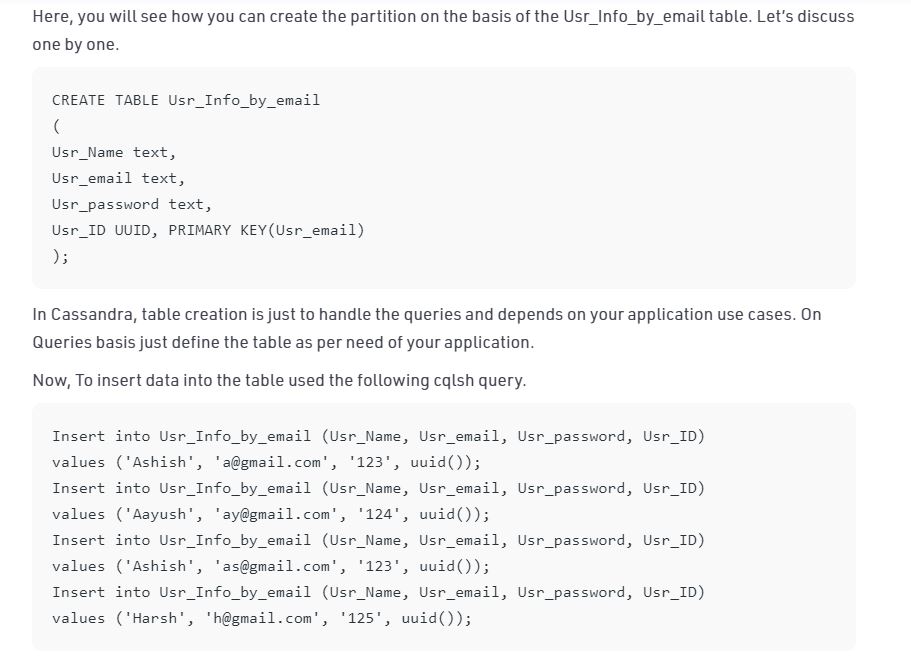 Here, you will see how you can create the partition on the basis of the Usr_Info_by_email table. Let’s discuss
one by one.
CREATE TABLE Usr_Info_by_email
(
Usr_Name text,
Usr_email text,
Usr_password text,
Usr_ID UUID, PRIMARY KEY(Usr_email)
);
In Cassandra, table creation is just to handle the queries and depends on your application use cases. On
Queries basis just define the table as per need of your application.
Now, To insert data into the table used the following cqlsh query.
Insert into Usr_Info_by_email (Usr_Name, Usr_email, Usr_password, Usr_ID)
values ('Ashish', 'a@gmail.com', '123', uuid());
Insert into Usr_Info_by_email (Usr_Name, Usr_email, Usr_password, Usr_ID)
values ('Aayush', 'ay@gmail.com', '124', uuid());
Insert into Usr_Info_by_email (Usr_Name, Usr_email, Usr_password, Usr_ID)
values ('Ashish', 'as@gmail.com', '123', uuid());
Insert into Usr_Info_by_email (Usr_Name, Usr_email, Usr_password, Usr_ID)
values ('Harsh', 'h@gmail.com', '125', uuid());